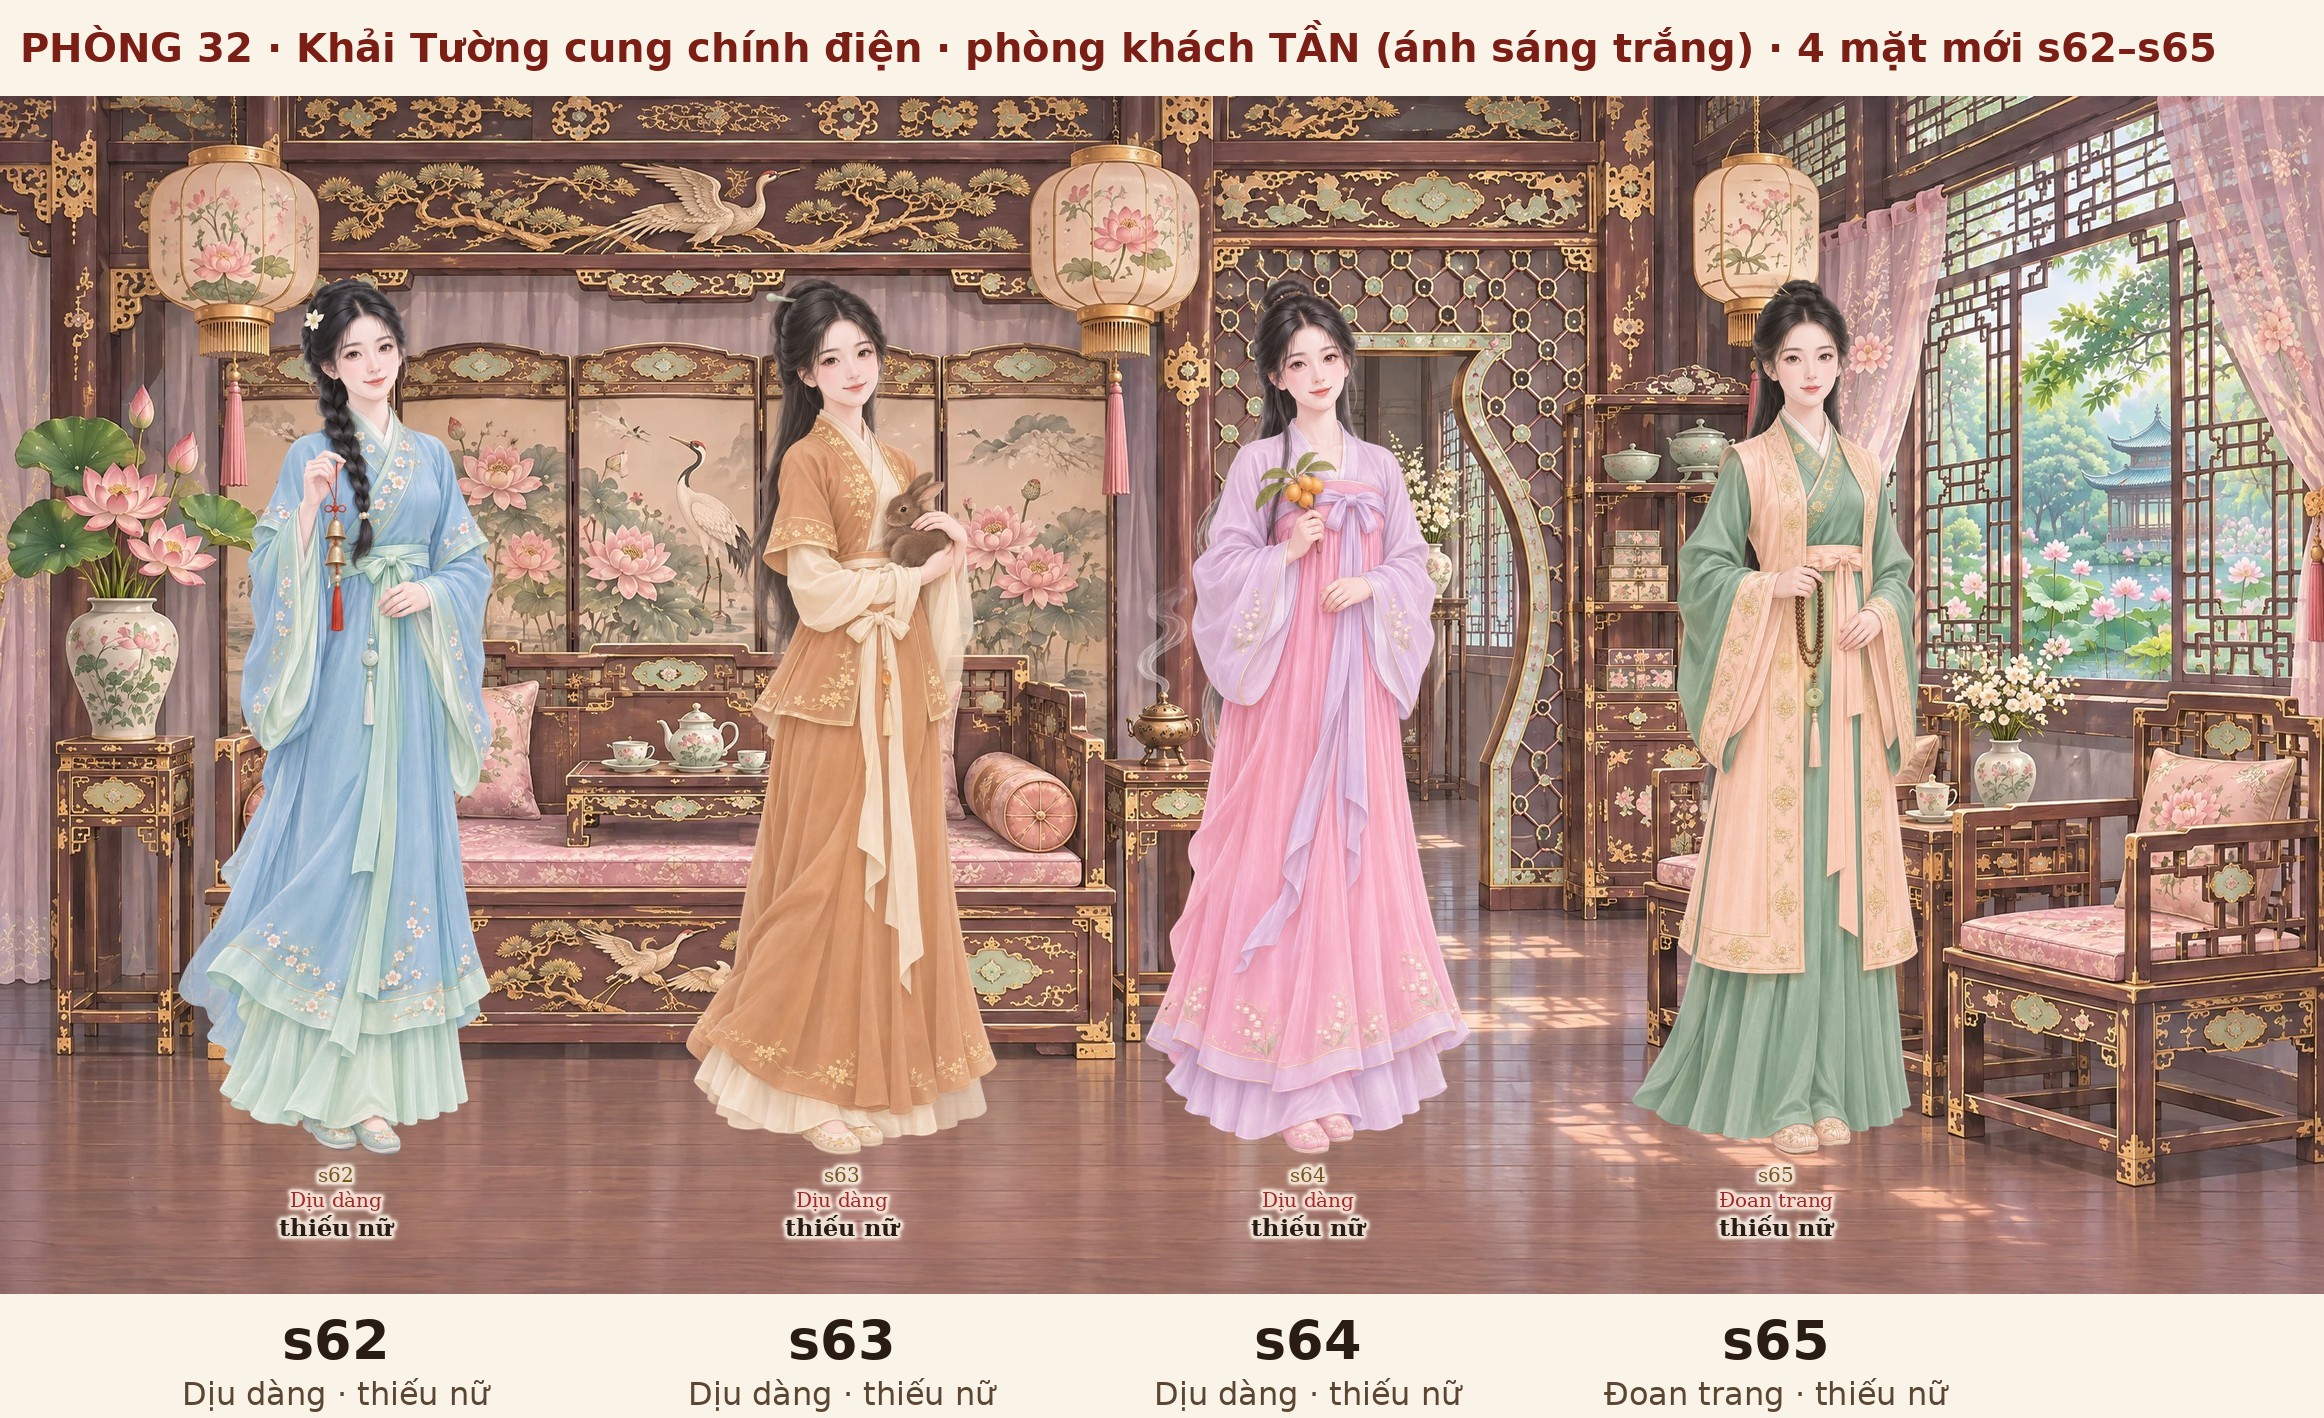 PHÒNG 32 · Khải Tường cung chính điện · phòng khách TẦN (ánh sáng trắng) · 4 mặt mới s62–s65
s62
Dịu dàng
thiếu nữ
s63
Dịu dàng
thiếu nữ
s64
Dịu dàng
thiếu nữ
s65
Đoan trang
thiếu nữ
s62
Dịu dàng · thiếu nữ
s63
Dịu dàng · thiếu nữ
s64
Dịu dàng · thiếu nữ
s65
Đoan trang · thiếu nữ